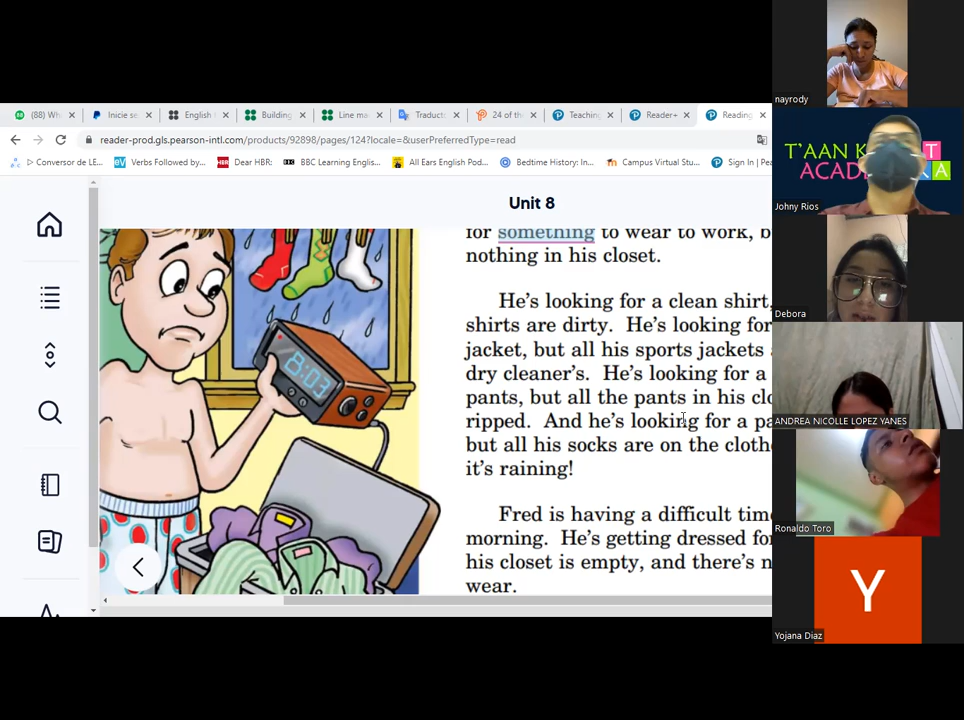 nayrody
(88) Wh
Inicie se
English
Building
Line ma
Traduct
24 of the
Teaching
Reader+
Reading
reader-prod.gls.pearson-intl.com/products/92898/pages/124?locale=&userPreferredType=read
Conversor de LE...
Verbs Followed by...
Dear HBR:
BBC Learning Englis...
All Ears English Pod...
Bedtime History: In...
Campus Virtual Stu...
Sign In | Pea
T'AAN K
ACAD
T
A
Johny Rios
Unit 8
for something to wear to work, b
nothing in his closet.
He's looking for a clean shirt,
shirts are dirty. He's looking for
jacket, but all his sports jackets
dry cleaner's. He's looking for a
pants, but all the pants in his clo
ripped. And he's looking for a pa
but all his socks are on the clothe
it's raining!
Fred is having a difficult time
morning. He's getting dressed for
his closet is empty, and there's n
wear.
8:03
Debora
ANDREA NICOLLE LOPEZ YANES
Ronaldo Toro
Y
Yojana Diaz